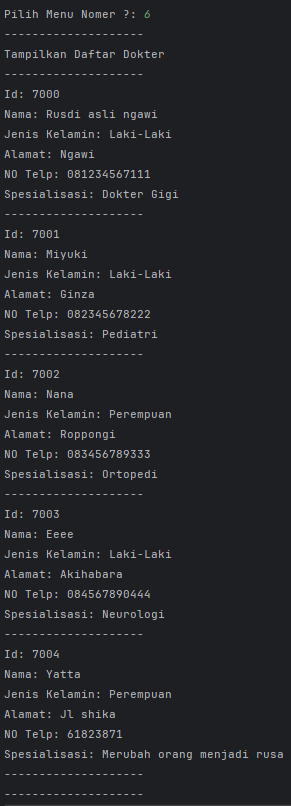 Pilih Menu Nomer ?: 6
--------------------
Tampilkan Daftar Dokter
--------------------
Id: 7000
Nama: Rusdi asli ngawi
Jenis Kelamin: Laki-Laki
Alamat: Ngawi
NO Telp: 081234567111
Spesialisasi: Dokter Gigi
--------------------
Id: 7001
Nama: Miyuki
Jenis Kelamin: Laki-Laki
Alamat: Ginza
NO Telp: 082345678222
Spesialisasi: Pediatri
--------------------
Id: 7002
Nama: Nana
Jenis Kelamin: Perempuan
Alamat: Roppongi
NO Telp: 083456789333
Spesialisasi: Ortopedi
--------------------
Id: 7003
Nama: Eeee
Jenis Kelamin: Laki-Laki
Alamat: Akihabara
NO Telp: 084567890444
Spesialisasi: Neurologi
--------------------
Id: 7004
Nama: Yatta
Jenis Kelamin: Perempuan
Alamat: Jl shika
NO Telp: 61823871
Spesialisasi: Merubah orang menjadi rusa
--------------------
--------------------